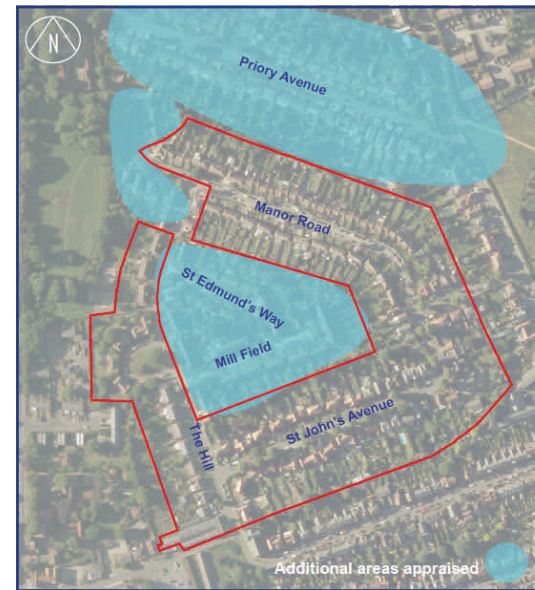 N
Priory Avenue
Manor Road
St Edmund's Way
Mill Field
The Hill
St John's Avenue
Additional areas appraised